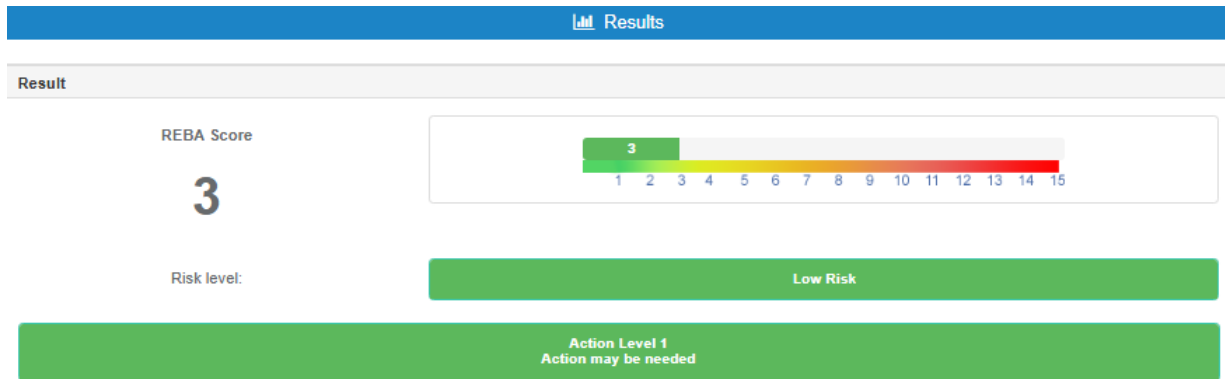 Results
Result
REBA Score
3
3
1 2 3 4 5 6 7 8 9 10 11 12 13 14 15
Risk level:
Low Risk
Action Level 1
Action may be needed